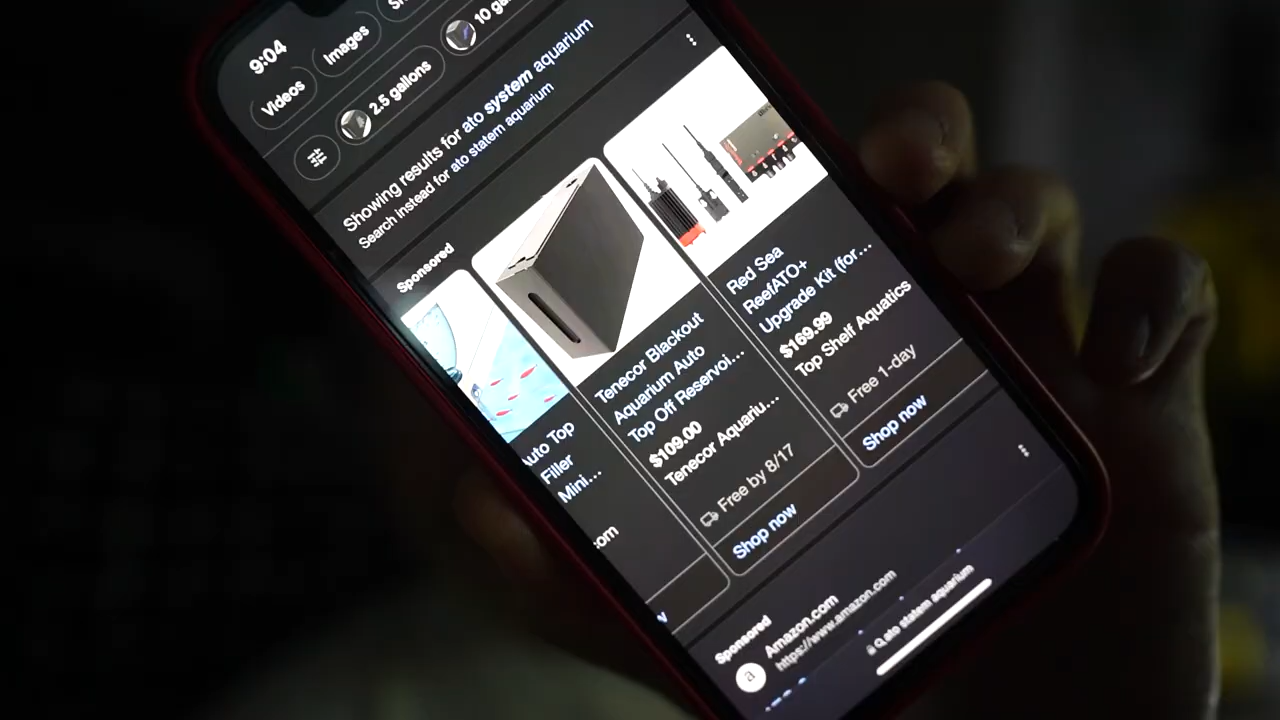 9:04
Videos
Images
2.5 gallons
10 ga
Showing results for ato system aquarium
Search instead for ato statem aquarium
Sponsored
Auto Top
Filler
Mini...
.com
Tenecor Blackout
Aquarium Auto
Top Off Reservoi...
$109.00
Tenecor Aquariu...
Free by 8/17
Shop now
Red Sea
ReefATO+
Upgrade Kit (for...
$169.99
Top Shelf Aquatics
Free 1-day
Shop now
Sponsored
a
Amazon.com
https://www.amazon.com
ato statem aquarium